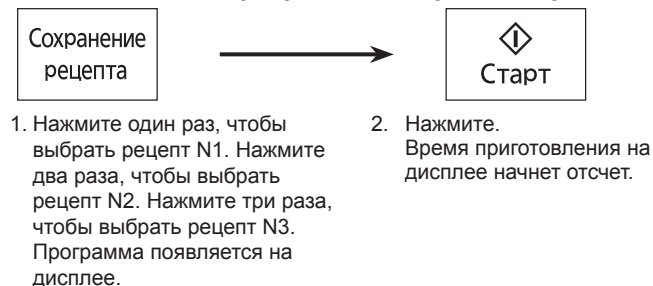 Сохранение
рецепта
Старт
1. Нажмите один раз, чтобы
выбрать рецепт N1. Нажмите
два раза, чтобы выбрать
рецепт N2. Нажмите три раза,
чтобы выбрать рецепт N3.
Программа появляется на
дисплее.
2. Нажмите.
Время приготовления на
дисплее начнет отсчет.